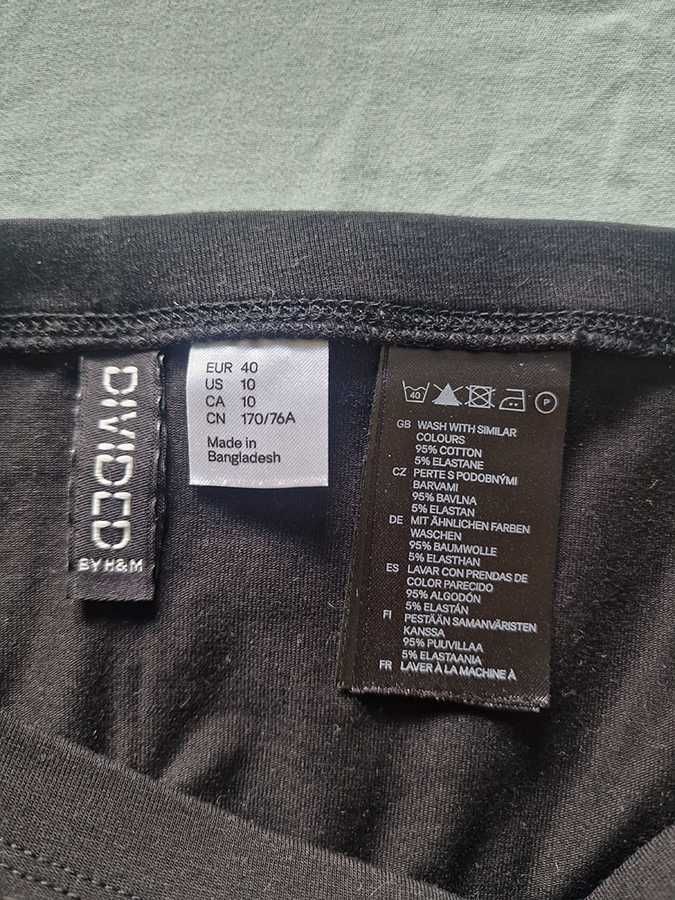 DIVIDED
BY H&M
EUR 40
US 10
CA 10
CN 170/76A
Made in
Bangladesh
40
P
GB WASH WITH SIMILAR
COLOURS
95% COTTON
5% ELASTANE
CZ PERTE S PODOBNÝMI
BARVAMI
95% BAVLNA
5% ELASTAN
DE MIT ÄHNLICHEN FARBEN
WASCHEN
95% BAUMWOLLE
5% ELASTHAN
ES LAVAR CON PRENDAS DE
COLOR PARECIDO
95% ALGODÓN
5% ELASTÁN
FI PESTÄÄN SAMANVÄRISTEN
KANSSA
95% PUUVILLAA
5% ELASTAANIA
FR LAVER À LA MACHINE À